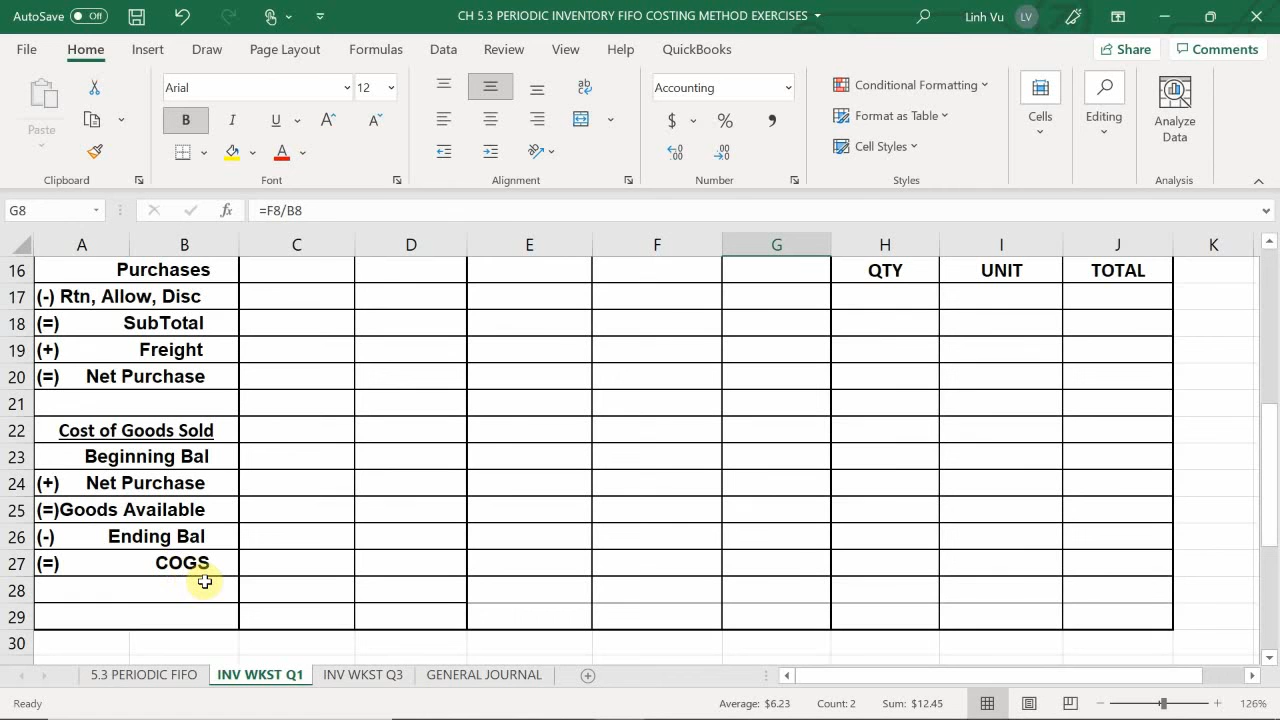 AutoSave Off CH 5.3 PERIODIC INVENTORY FIFO COSTING METHOD EXERCISES Linh Vu LV
File Home Insert Draw Page Layout Formulas Data Review View Help QuickBooks Share Comments
Paste
Arial 12
B I U A A A
ab c
Accounting
$ % ,
.00 .0
Conditional Formatting
Format as Table
Cell Styles
Cells
Editing
Analyze Data
Clipboard Font Alignment Number Styles Analysis
G8 fx =F8/B8
A B C D E F G H I J K
16 Purchases QTY UNIT TOTAL
17 (-) Rtn, Allow, Disc
18 (=) SubTotal
19 (+) Freight
20 (=) Net Purchase
21
22 Cost of Goods Sold
23 Beginning Bal
24 (+) Net Purchase
25 (=)Goods Available
26 (-) Ending Bal
27 (=) COGS
28
29
30
5.3 PERIODIC FIFO INV WKST Q1 INV WKST Q3 GENERAL JOURNAL
Ready Average: $6.23 Count: 2 Sum: $12.45 126%